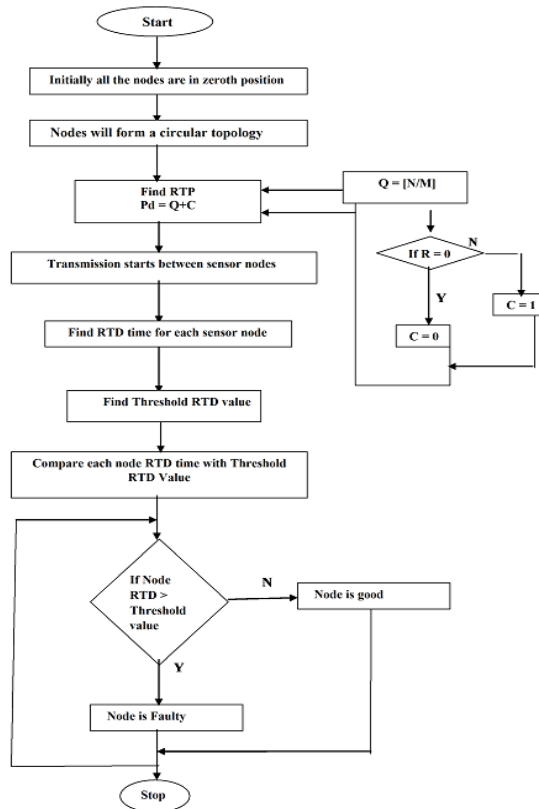 Start
Initially all the nodes are in zeroth position
Nodes will form a circular topology
Find RTP
Pd = Q+C
Q = [N/M]
If R = 0
N
Y
C = 1
C = 0
Transmission starts between sensor nodes
Find RTD time for each sensor node
Find Threshold RTD value
Compare each node RTD time with Threshold
RTD Value
If Node
RTD >
Threshold
value
N
Node is good
Y
Node is Faulty
Stop